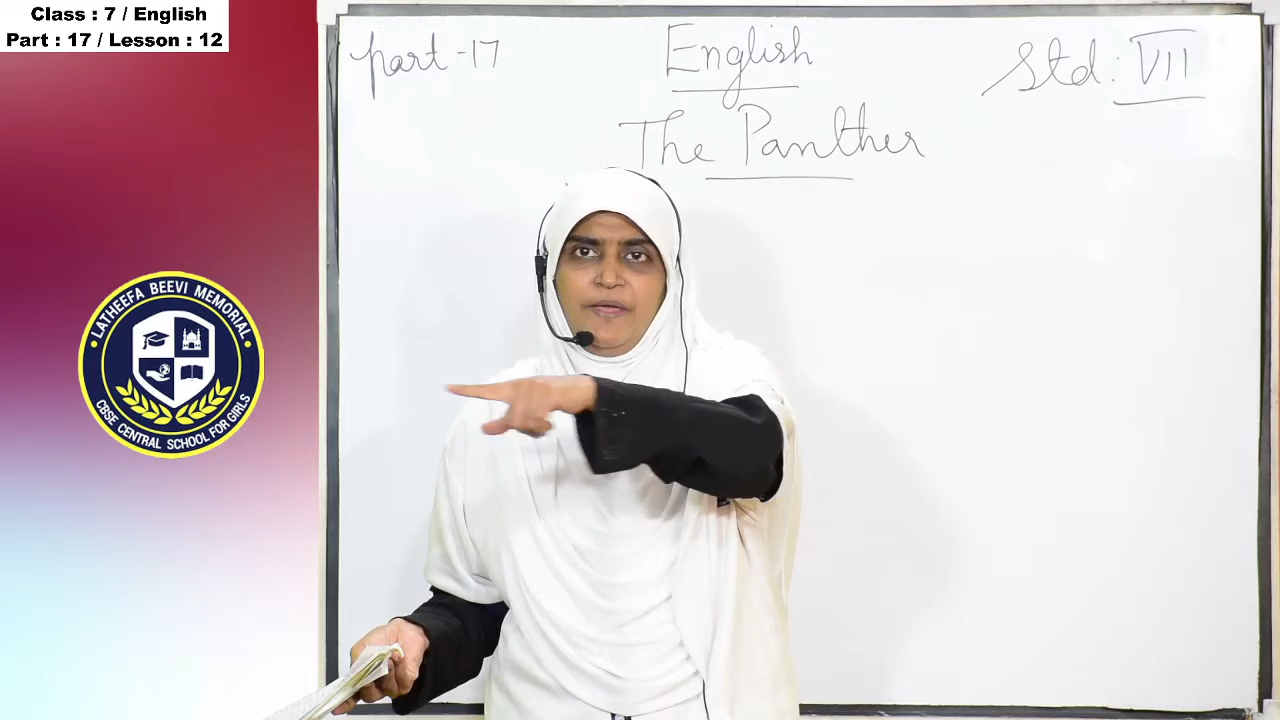 Class : 7 / English
Part : 17 / Lesson : 12
part -17
English
Std: VII
The Panther
LATHEEFA BEEVI MEMORIAL
CBSE CENTRAL SCHOOL FOR GIRLS